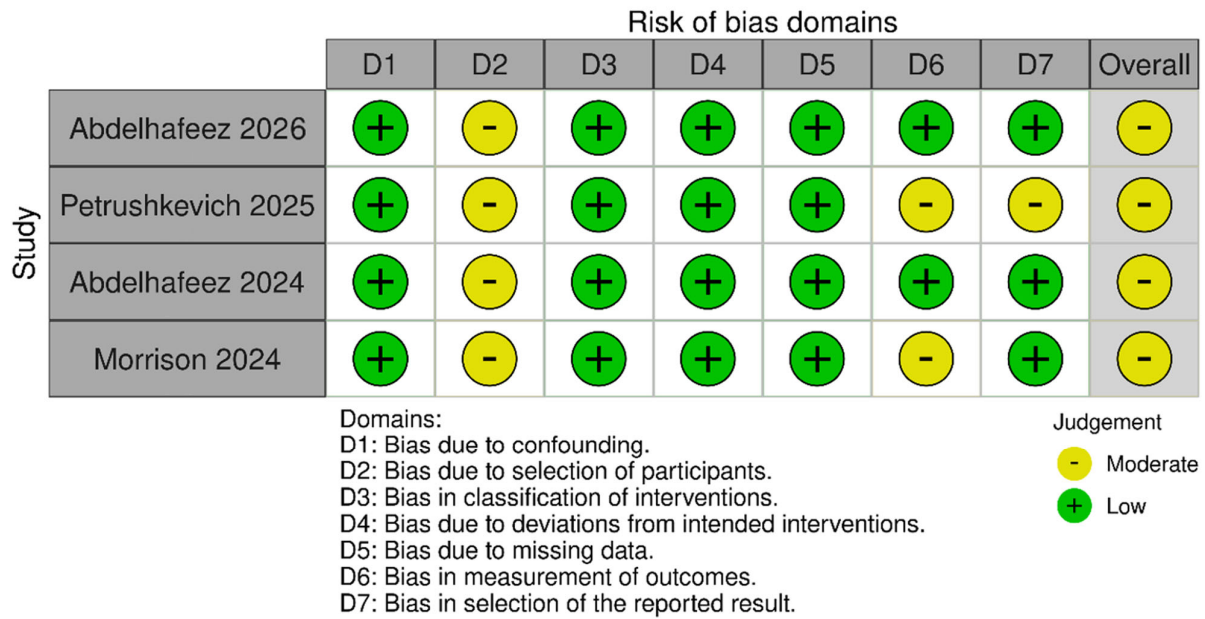 Risk of bias domains
D1 D2 D3 D4 D5 D6 D7 Overall
Study
Abdelhafeez 2026 + - + + + + + -
Petrushkevich 2025 + - + + + - - -
Abdelhafeez 2024 + - + + + + + -
Morrison 2024 + - + + + - + -
Domains:
D1: Bias due to confounding.
D2: Bias due to selection of participants.
D3: Bias in classification of interventions.
D4: Bias due to deviations from intended interventions.
D5: Bias due to missing data.
D6: Bias in measurement of outcomes.
D7: Bias in selection of the reported result.
Judgement
- Moderate
+ Low